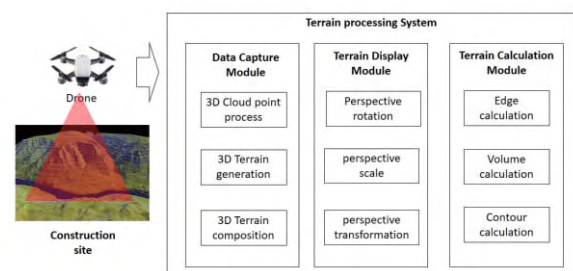 Terrain processing System
Drone
Construction
site
Data Capture
Module
3D Cloud point
process
3D Terrain
generation
3D Terrain
composition
Terrain Display
Module
Perspective
rotation
perspective
scale
perspective
transformation
Terrain Calculation
Module
Edge
calculation
Volume
calculation
Contour
calculation